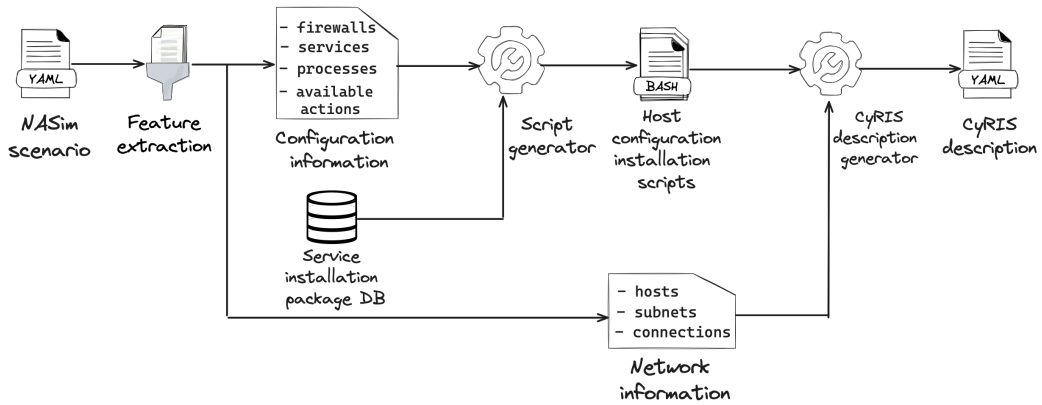 YAML
NASim
scenario
Feature
extraction
- firewalls
- services
- processes
- available
actions
Configuration
information
Script
generator
BASH
Host
configuration
installation
scripts
CyRIS
description
generator
YAML
CyRIS
description
Service
installation
package DB
- hosts
- subnets
- connections
Network
information